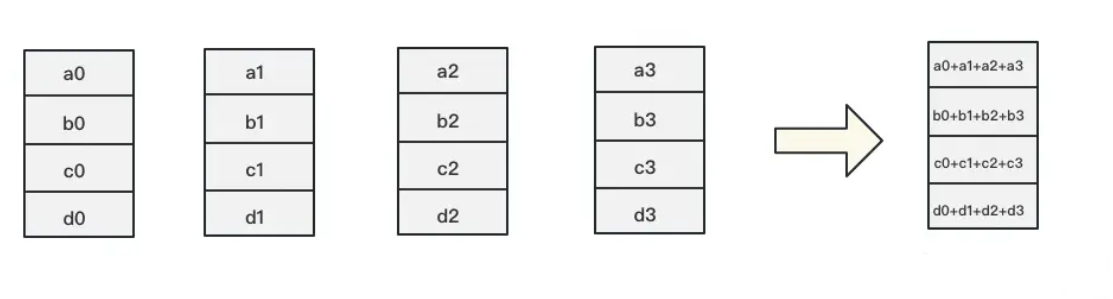 a0
b0
c0
d0
a1
b1
c1
d1
a2
b2
c2
d2
a3
b3
c3
d3
a0+a1+a2+a3
b0+b1+b2+b3
c0+c1+c2+c3
d0+d1+d2+d3